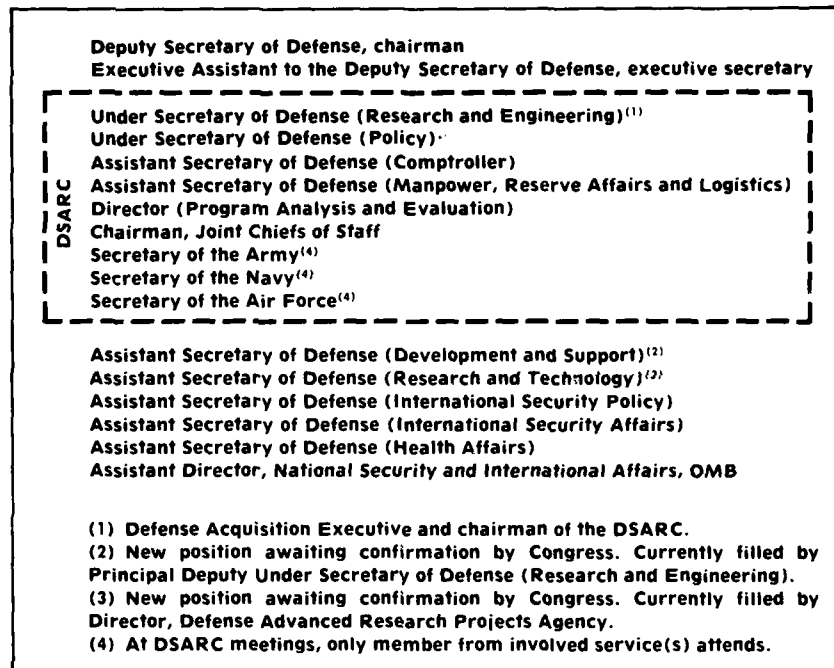 Deputy Secretary of Defense, chairman
Executive Assistant to the Deputy Secretary of Defense, executive secretary
DSARC
Under Secretary of Defense (Research and Engineering)(1)
Under Secretary of Defense (Policy)
Assistant Secretary of Defense (Comptroller)
Assistant Secretary of Defense (Manpower, Reserve Affairs and Logistics)
Director (Program Analysis and Evaluation)
Chairman, Joint Chiefs of Staff
Secretary of the Army(4)
Secretary of the Navy(4)
Secretary of the Air Force(4)
Assistant Secretary of Defense (Development and Support)(2)
Assistant Secretary of Defense (Research and Technology)(3)
Assistant Secretary of Defense (International Security Policy)
Assistant Secretary of Defense (International Security Affairs)
Assistant Secretary of Defense (Health Affairs)
Assistant Director, National Security and International Affairs, OMB
(1) Defense Acquisition Executive and chairman of the DSARC.
(2) New position awaiting confirmation by Congress. Currently filled by
Principal Deputy Under Secretary of Defense (Research and Engineering).
(3) New position awaiting confirmation by Congress. Currently filled by
Director, Defense Advanced Research Projects Agency.
(4) At DSARC meetings, only member from involved service(s) attends.